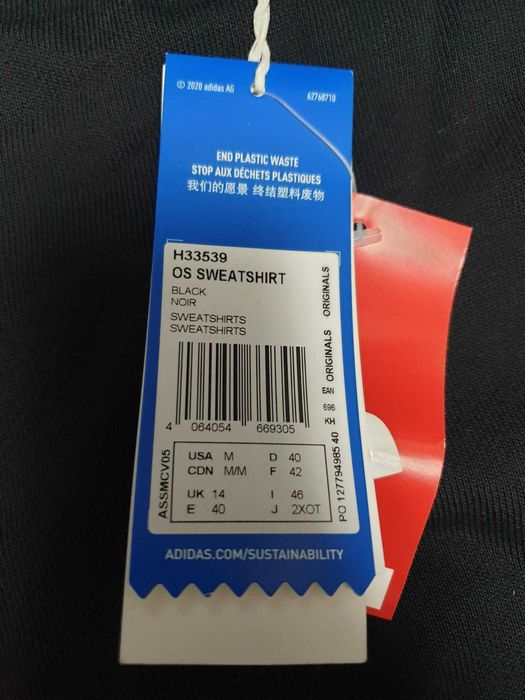 © 2020 adidas AG 62768710
END PLASTIC WASTE
STOP AUX DÉCHETS PLASTIQUES
我们的愿景 终结塑料废物
H33539
OS SWEATSHIRT
BLACK
NOIR
SWEATSHIRTS
SWEATSHIRTS
4 064054 669305
ASSMCV05
USA M D 40
CDN M/M F 42
UK 14 I 46
E 40 J 2XOT
PO 127794985 40
KH
696
EAN
ORIGINALS
ORIGINALS
ADIDAS.COM/SUSTAINABILITY